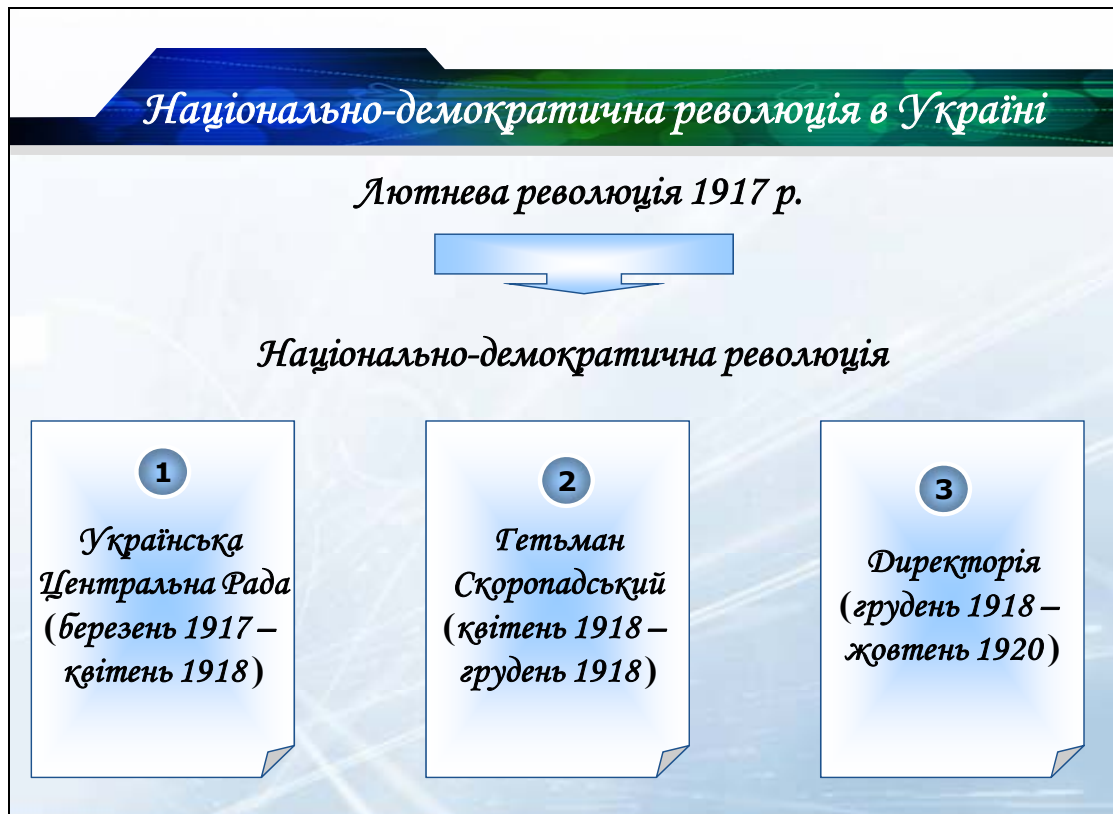 Національно-демократична революція в Україні
Лютнева революція 1917 р.
Національно-демократична революція
1
Українська
Центральна Рада
(березень 1917 –
квітень 1918)
2
Гетьман
Скоропадський
(квітень 1918 –
грудень 1918)
3
Директорія
(грудень 1918 –
жовтень 1920)